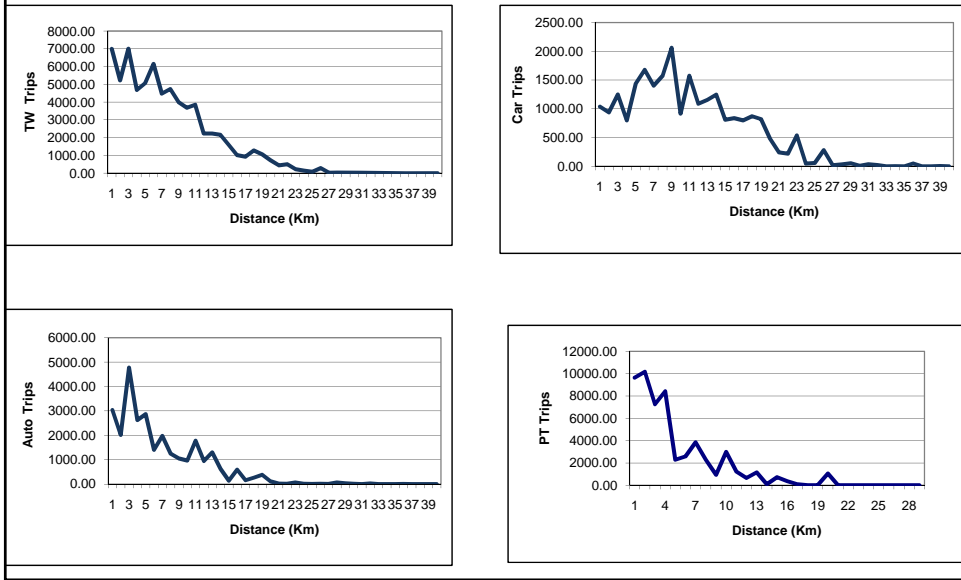 8000.00
7000.00
6000.00
5000.00
4000.00
3000.00
2000.00
1000.00
0.00
TW Trips
1 3 5 7 9 11 13 15 17 19 21 23 25 27 29 31 33 35 37 39
Distance (Km)
2500.00
2000.00
1500.00
1000.00
500.00
0.00
Car Trips
1 3 5 7 9 11 13 15 17 19 21 23 25 27 29 31 33 35 37 39
Distance (Km)
6000.00
5000.00
4000.00
3000.00
2000.00
1000.00
0.00
Auto Trips
1 3 5 7 9 11 13 15 17 19 21 23 25 27 29 31 33 35 37 39
Distance (Km)
12000.00
10000.00
8000.00
6000.00
4000.00
2000.00
0.00
PT Trips
1 4 7 10 13 16 19 22 25 28
Distance (Km)